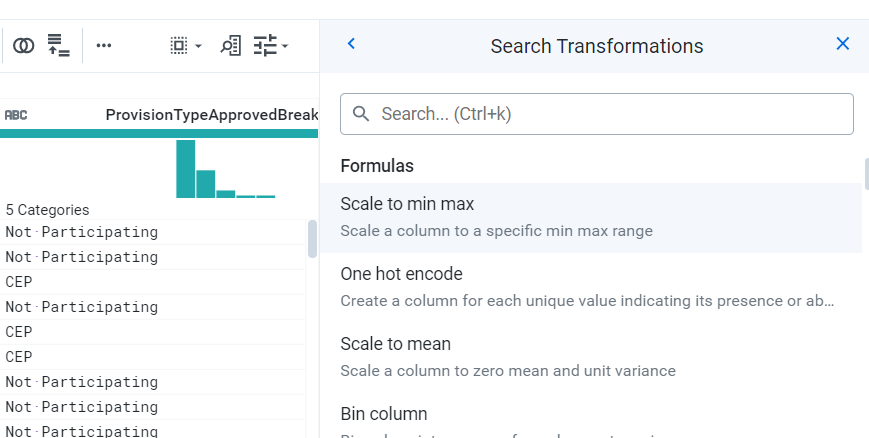 Search Transformations
ABC
ProvisionTypeApprovedBreak
Search... (Ctrl+k)
5 Categories
Not·Participating
Not·Participating
CEP
Not·Participating
CEP
CEP
Not·Participating
Not·Participating
Not·Participating
Formulas
Scale to min max
Scale a column to a specific min max range
One hot encode
Create a column for each unique value indicating its presence or ab...
Scale to mean
Scale a column to zero mean and unit variance
Bin column